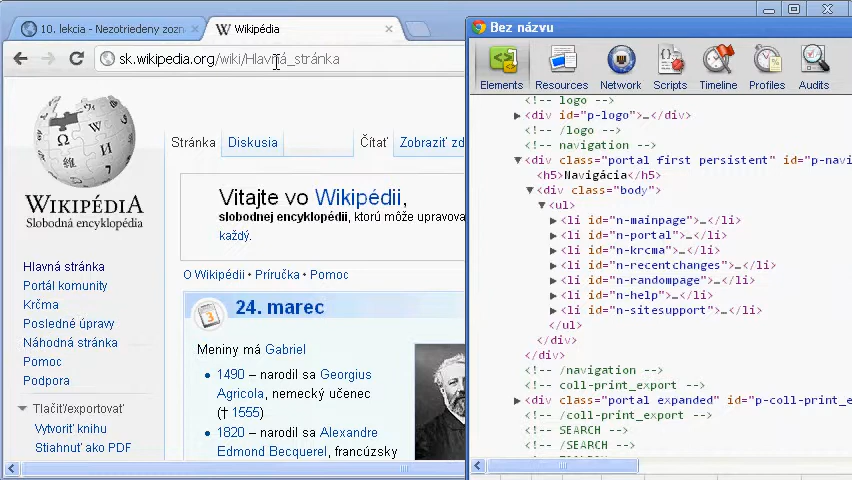 10. lekcia - Nezotriedeny zozn
Wikipédia
sk.wikipedia.org/wiki/Hlavná_stránka
WIKIPÉDIA
Slobodná encyklopédia
Stránka
Diskusia
Čítať
Zobraziť zd
Vitajte vo Wikipédii,
slobodnej encyklopédii, ktorú môže upravova
každý.
Hlavná stránka
Portál komunity
Krčma
Posledné úpravy
Náhodná stránka
Pomoc
Podpora
Tlačiť/exportovať
Vytvoriť knihu
Stiahnuť ako PDF
O Wikipédii • Príručka • Pomoc
24. marec
Meniny má Gabriel
1490 – narodil sa Georgius
Agricola, nemecký učenec
(† 1555)
1820 – narodil sa Alexandre
Edmond Becquerel, francúzsky
Bez názvu
Elements
Resources
Network
Scripts
Timeline
Profiles
Audits
<!-- logo -->
<div id="p-logo">…</div>
<!-- /logo -->
<!-- navigation -->
<div class="portal first persistent" id="p-navi
<h5>Navigácia</h5>
<div class="body">
<ul>
<li id="n-mainpage">…</li>
<li id="n-portal">…</li>
<li id="n-krcma">…</li>
<li id="n-recentchanges">…</li>
<li id="n-randompage">…</li>
<li id="n-help">…</li>
<li id="n-sitesupport">…</li>
</ul>
</div>
</div>
<!-- /navigation -->
<!-- coll-print_export -->
<div class="portal expanded" id="p-coll-print_e
<!-- /coll-print_export -->
<!-- SEARCH -->
<!-- /SEARCH -->